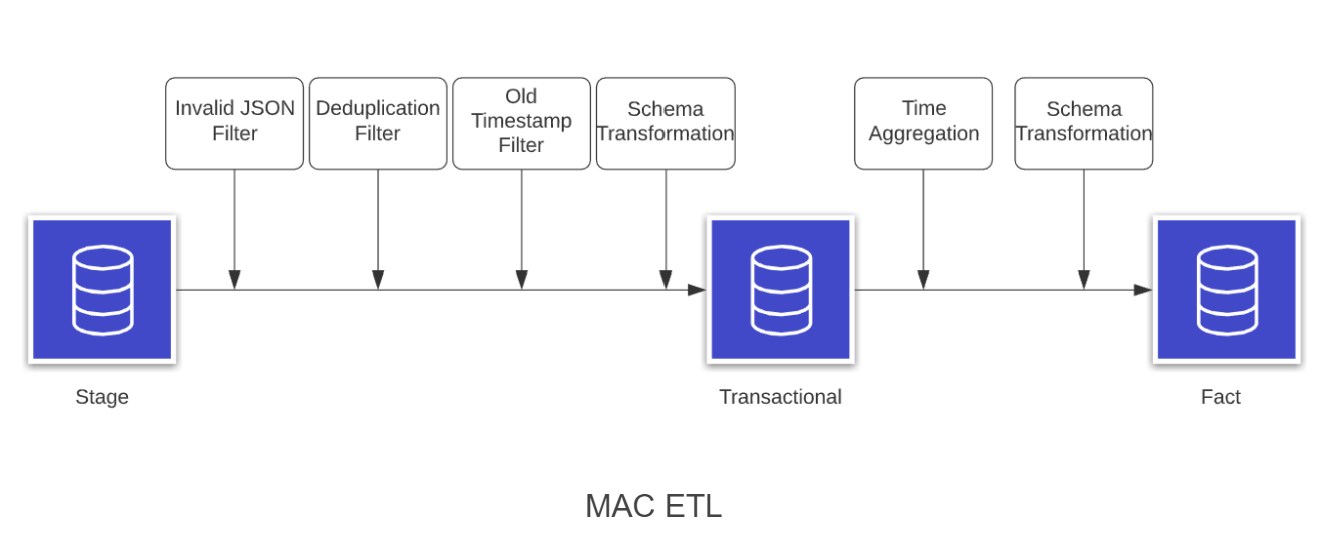 Invalid JSON
Filter
Deduplication
Filter
Old
Timestamp
Filter
Schema
Transformation
Time
Aggregation
Schema
Transformation
Stage
Transactional
Fact
MAC ETL